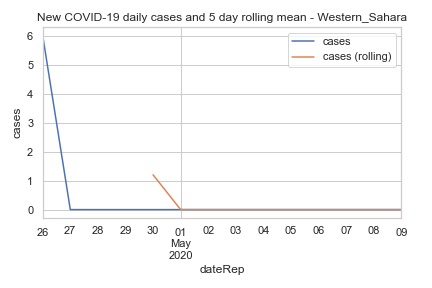 New COVID-19 daily cases and 5 day rolling mean - Western_Sahara
cases
cases (rolling)
6
5
4
3
2
1
0
cases
26 27 28 29 30 01 02 03 04 05 06 07 08 09
May
2020
dateRep